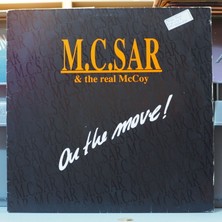 M.C.SAR
& the real McCoy
On the move!